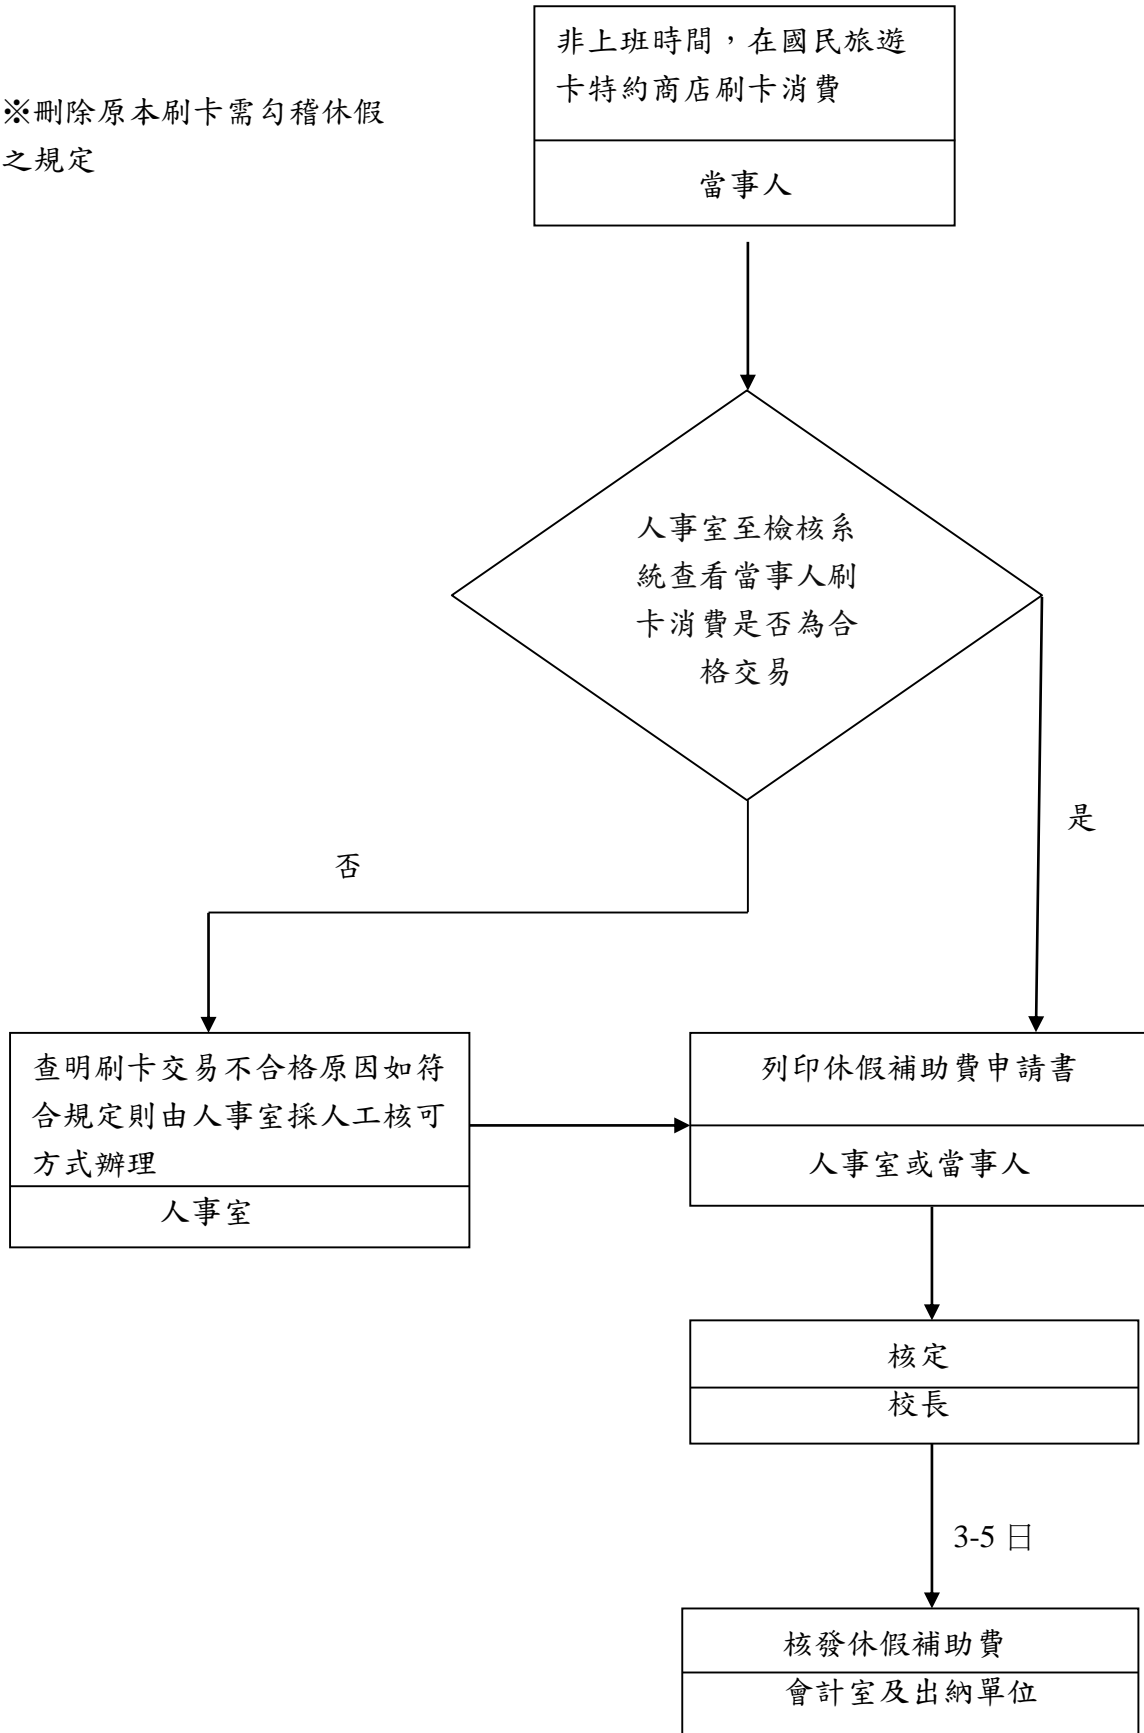 非上班時間，在國民旅遊
卡特約商店刷卡消費
當事人
※刪除原本刷卡需勾稽休假
之規定
人事室至檢核系
統查看當事人刷
卡消費是否為合
格交易
是
否
查明刷卡交易不合格原因如符
合規定則由人事室採人工核可
方式辦理
人事室
列印休假補助費申請書
人事室或當事人
核定
校長
3-5 日
核發休假補助費
會計室及出納單位